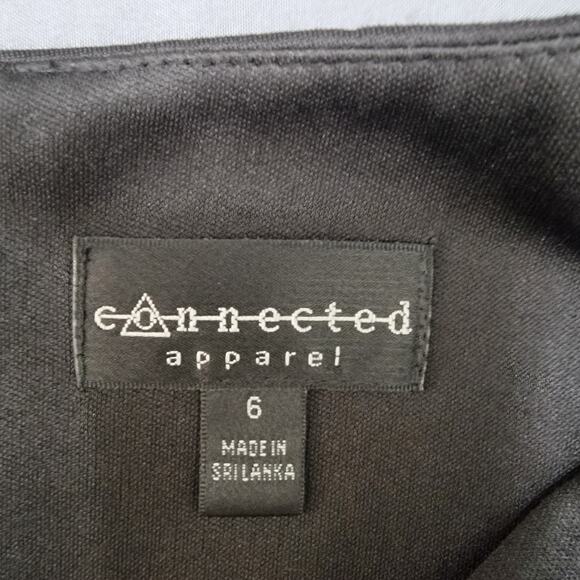 connected
apparel
6
MADE IN
SRI LANKA